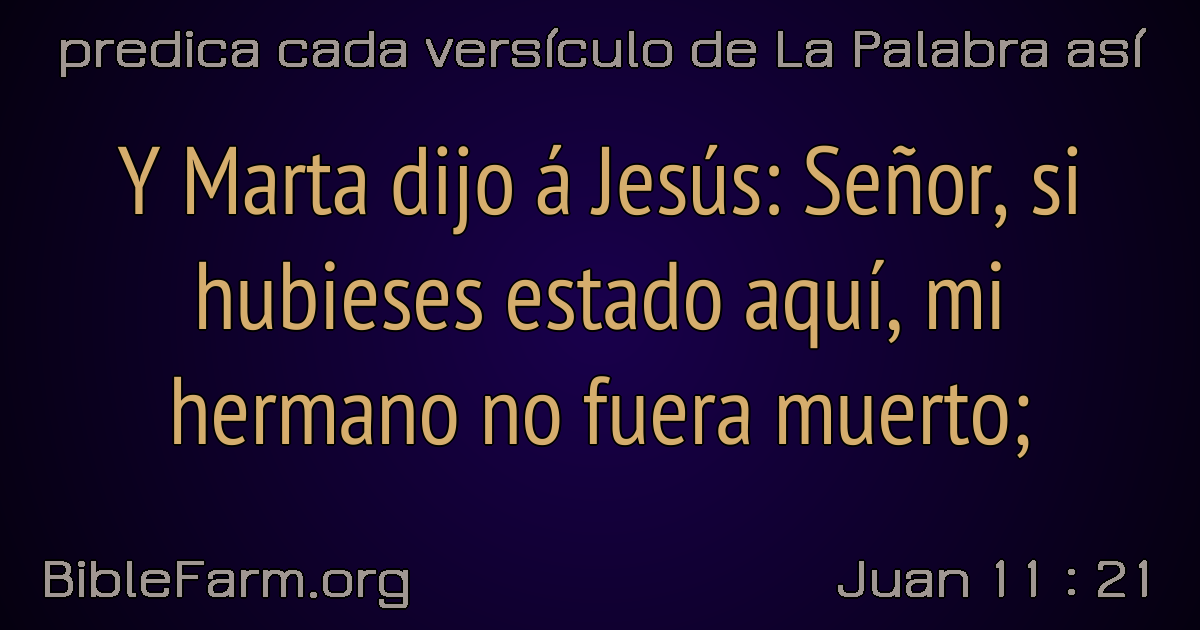 predica cada versículo de La Palabra así
Y Marta dijo á Jesús: Señor, si
hubieses estado aquí, mi
hermano no fuera muerto;
BibleFarm.org
Juan 11 : 21